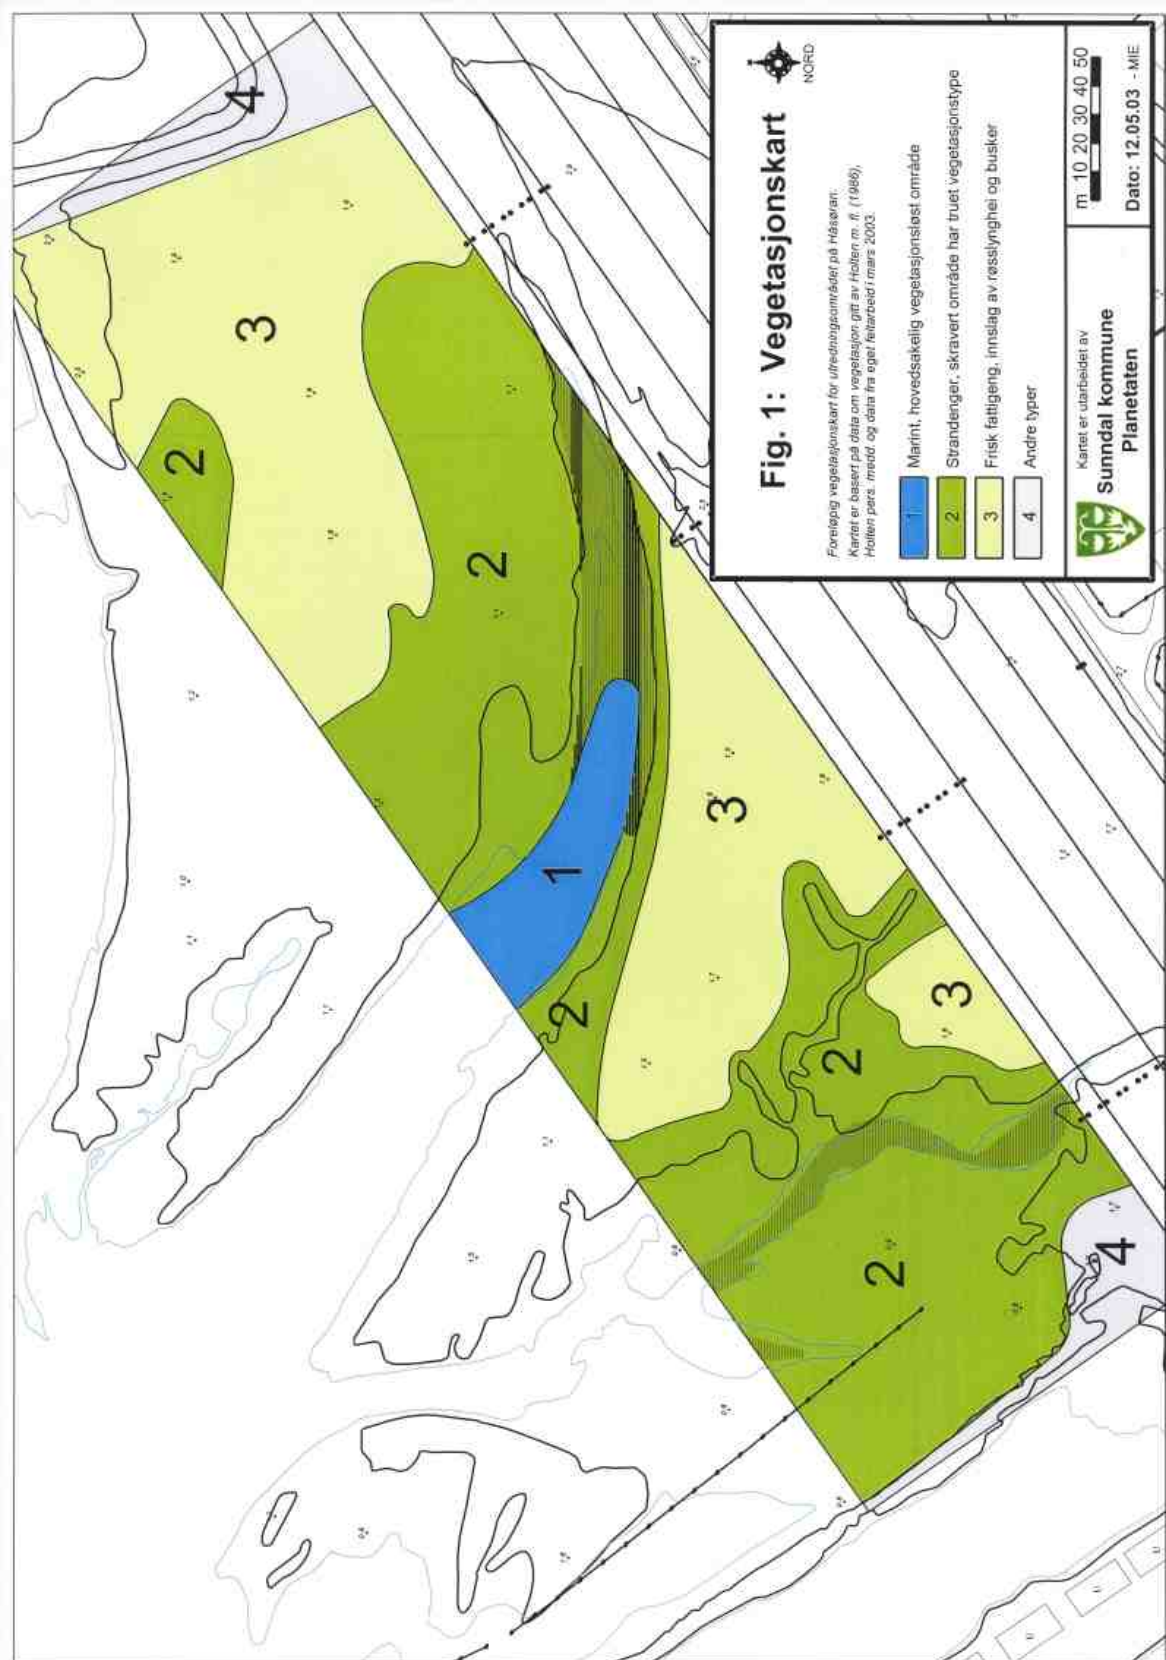 Fig. 1: Vegetasjonskart
NORD
Foreløpig vegetasjonskart for utredningsområdet på Håsøran.
Kartet er basert på data om vegetasjon gitt av Holten m. fl. (1986),
Holten pers. medd. og data fra eget feltarbeid i mars 2003.
1 Marint, hovedsakelig vegetasjonsløst område
2 Strandenger, skravert område har truet vegetasjonstype
3 Frisk fattigeng, innslag av røsslynghei og busker
4 Andre typer
Kartet er utarbeidet av
Sunndal kommune
Planetaten
m 10 20 30 40 50
Dato: 12.05.03 - MIE
4
3
2
2
1
3
2
3
2
2
4